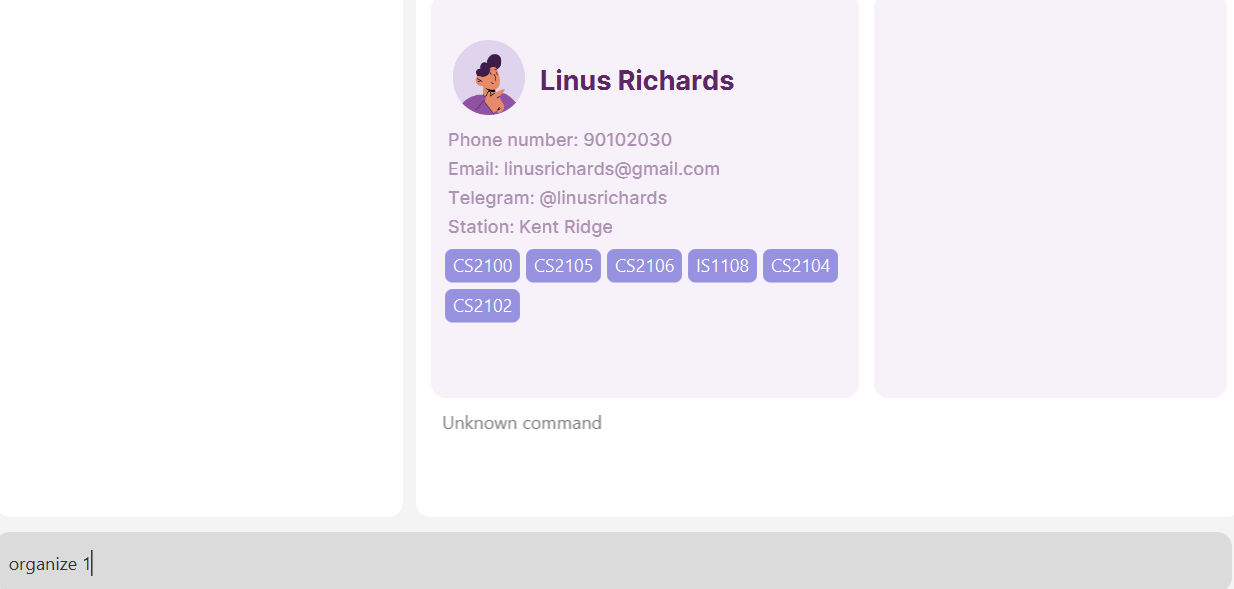 Linus Richards
Phone number: 90102030
Email: linusrichards@gmail.com
Telegram: @linusrichards
Station: Kent Ridge
CS2100 CS2105 CS2106 IS1108 CS2104
CS2102
Unknown command
organize 1